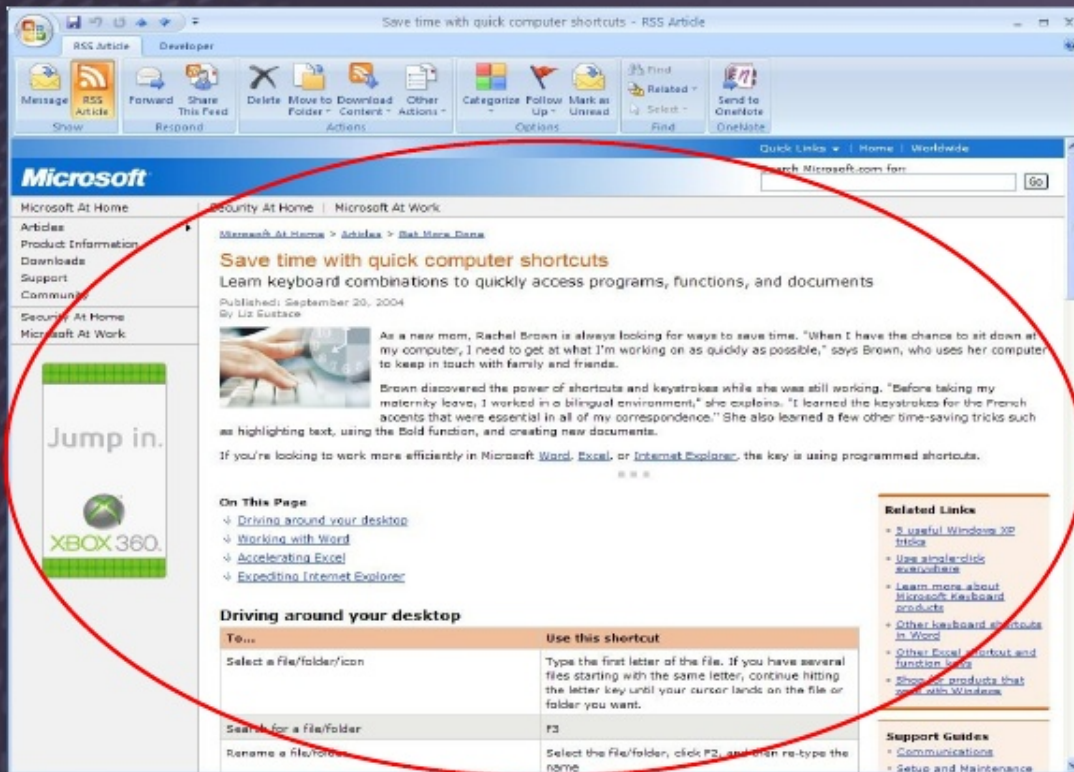 Save time with quick computer shortcuts - RSS Article
RSS Article Developer
Message RSS Article Forward Share This Feed Delete Move to Folder Download Content Other Actions Categorize Follow Up Mark as Unread Find Related Select Send to OneNote
Show Respond Actions Options Find OneNote
Quick Links | Home | Worldwide
Microsoft
Search Microsoft.com for:
Go
Microsoft At Home | Security At Home | Microsoft At Work
Articles
Product Information
Downloads
Support
Community
Security At Home
Microsoft At Work
Jump in.
XBOX 360.
Microsoft At Home > Articles > Get More Done
Save time with quick computer shortcuts
Learn keyboard combinations to quickly access programs, functions, and documents
Published: September 20, 2004
By Liz Eustace
As a new mom, Rachel Brown is always looking for ways to save time. "When I have the chance to sit down at
my computer, I need to get at what I'm working on as quickly as possible," says Brown, who uses her computer
to keep in touch with family and friends.
Brown discovered the power of shortcuts and keystrokes while she was still working. "Before taking my
maternity leave, I worked in a bilingual environment," she explains. "I learned the keystrokes for the French
accents that were essential in all of my correspondence." She also learned a few other time-saving tricks such
as highlighting text, using the Bold function, and creating new documents.
If you're looking to work more efficiently in Microsoft Word, Excel, or Internet Explorer, the key is using programmed shortcuts.
On This Page
Driving around your desktop
Working with Word
Accelerating Excel
Expediting Internet Explorer
Driving around your desktop
To... Use this shortcut
Select a file/folder/icon Type the first letter of the file. If you have several
files starting with the same letter, continue hitting
the letter key until your cursor lands on the file or
folder you want.
Search for a file/folder F3
Rename a file/folder Select the file/folder, click F2, and then re-type the
name
Related Links
5 useful Windows XP
tricks
Use single-click
everywhere
Learn more about
Microsoft Keyboard
products
Other keyboard shortcuts
in Word
Other Excel shortcut and
function keys
Shop for products that
work with Windows
Support Guides
Communications
Setup and Maintenance